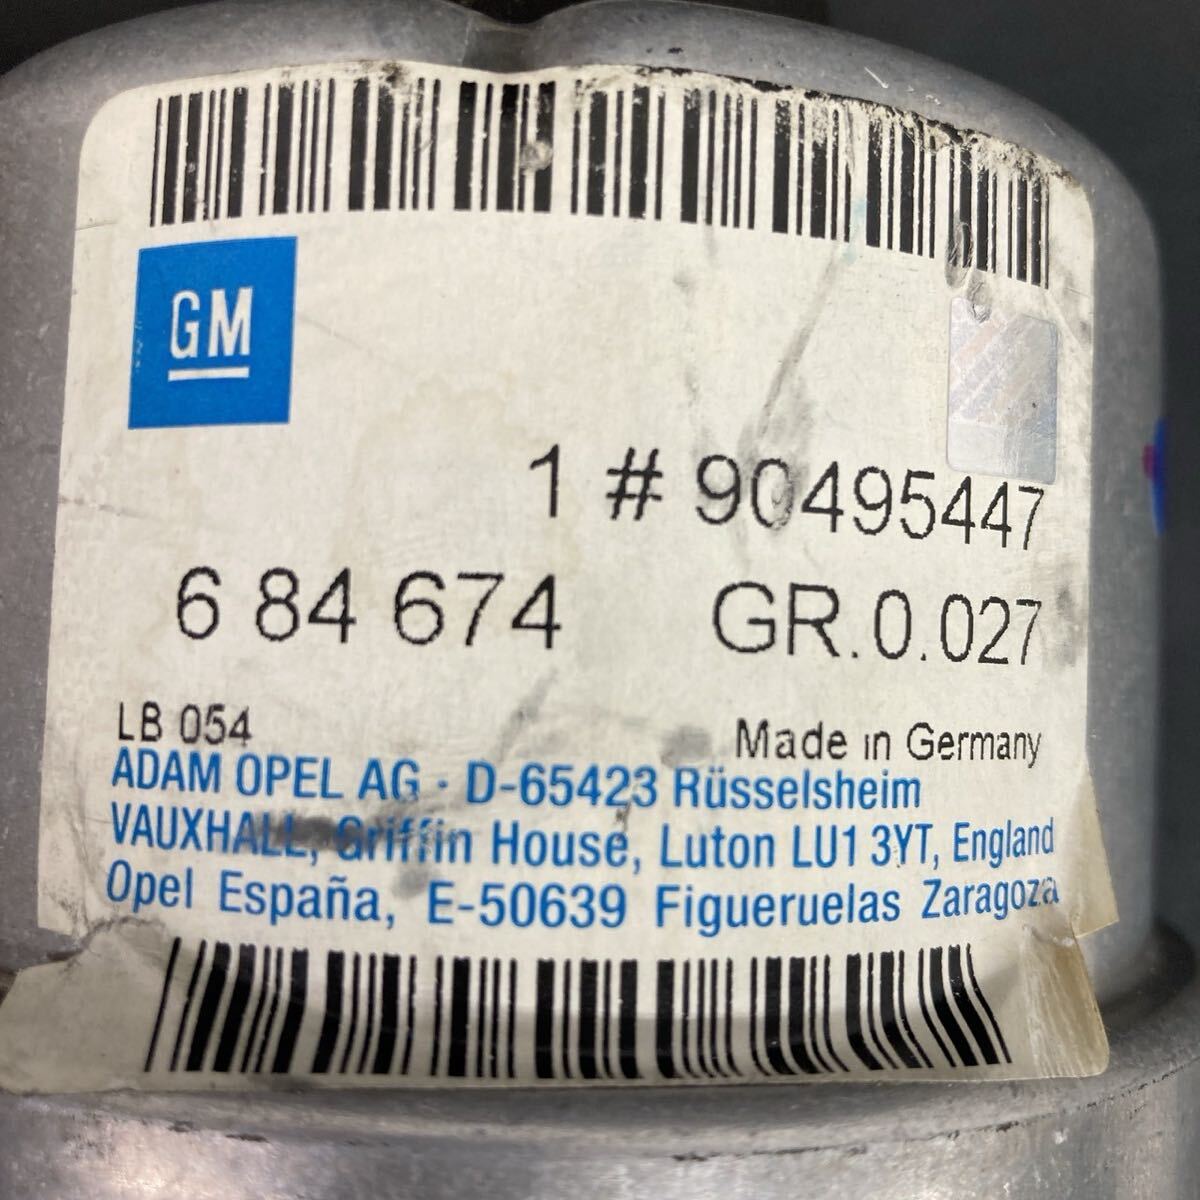 GM
1 # 90495447
6 84 674 GR.0.027
LB 054 Made in Germany
ADAM OPEL AG · D-65423 Rüsselsheim
VAUXHALL, Griffin House, Luton LU1 3YT, England
Opel España, E-50639 Figueruelas Zaragoza